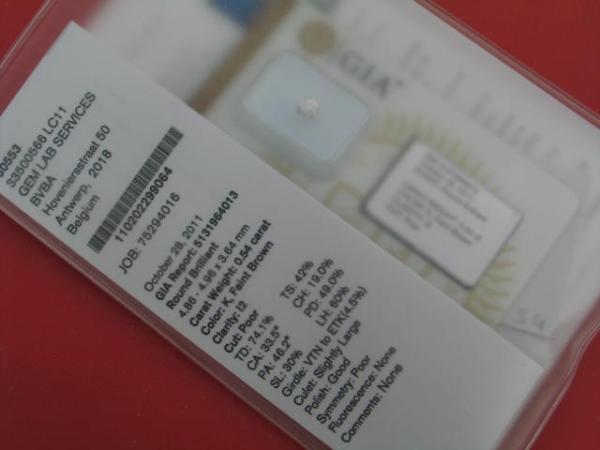 33500566 LC11
GEM LAB SERVICES
BVBA
Hoveniersstraat 50
Antwerp, 2018
Belgium
110202299064
JOB: 75294016
October 28, 2011
GIA Report: 5131964013
Round Brilliant
4.86 - 4.96 x 3.64 mm
Carat Weight: 0.54 carat
Color: K, Faint Brown
Clarity: I2
Cut: Poor
TD: 74.1%
CA: 33.5°
PA: 46.2°
SL: 30%
TS: 42%
CH: 19.0%
PD: 49.0%
LH: 60%
Girdle: VTN to ETK(4.5%)
Culet: Slightly Large
Polish: Good
Symmetry: Poor
Fluorescence: None
Comments: None
GIA